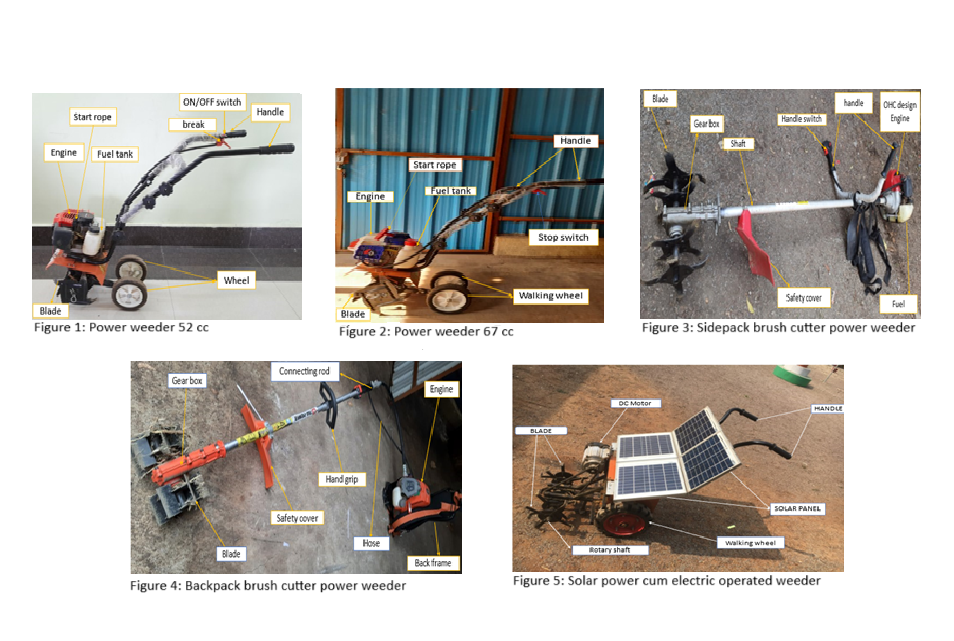 ON/OFF switch
Start rope
break
Handle
Engine
Fuel tank
Wheel
Blade
Figure 1: Power weeder 52 cc
Handle
Start rope
Engine
Fuel tank
Stop switch
Walking wheel
Blade
Figure 2: Power weeder 67 cc
Blade
handle
OHC design
Engine
Gear box
Handle switch
Shaft
Safety cover
Fuel
Figure 3: Sidepack brush cutter power weeder
Connecting rod
Gear box
Engine
Hand grip
Safety cover
Hose
Blade
Back frame
Figure 4: Backpack brush cutter power weeder
DC Motor
HANDLE
BLADE
SOLAR PANEL
Walking wheel
Rotary shaft
Figure 5: Solar power cum electric operated weeder